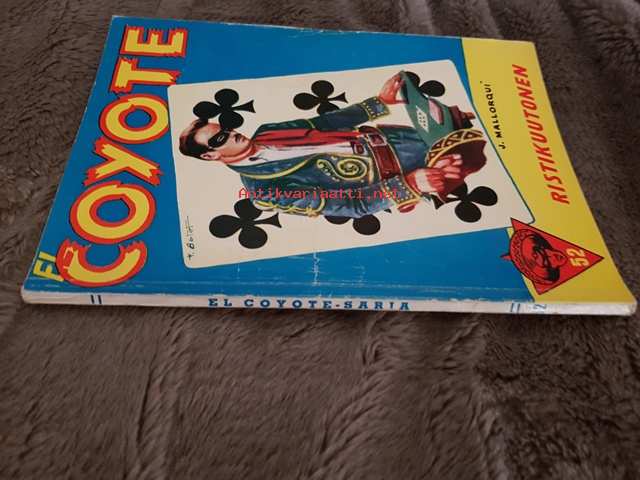 EL
COYOTE
J. MALLORQUI
RISTIKUUTONEN
52
Antikvariaatti.net
EL COYOTE-SARJA